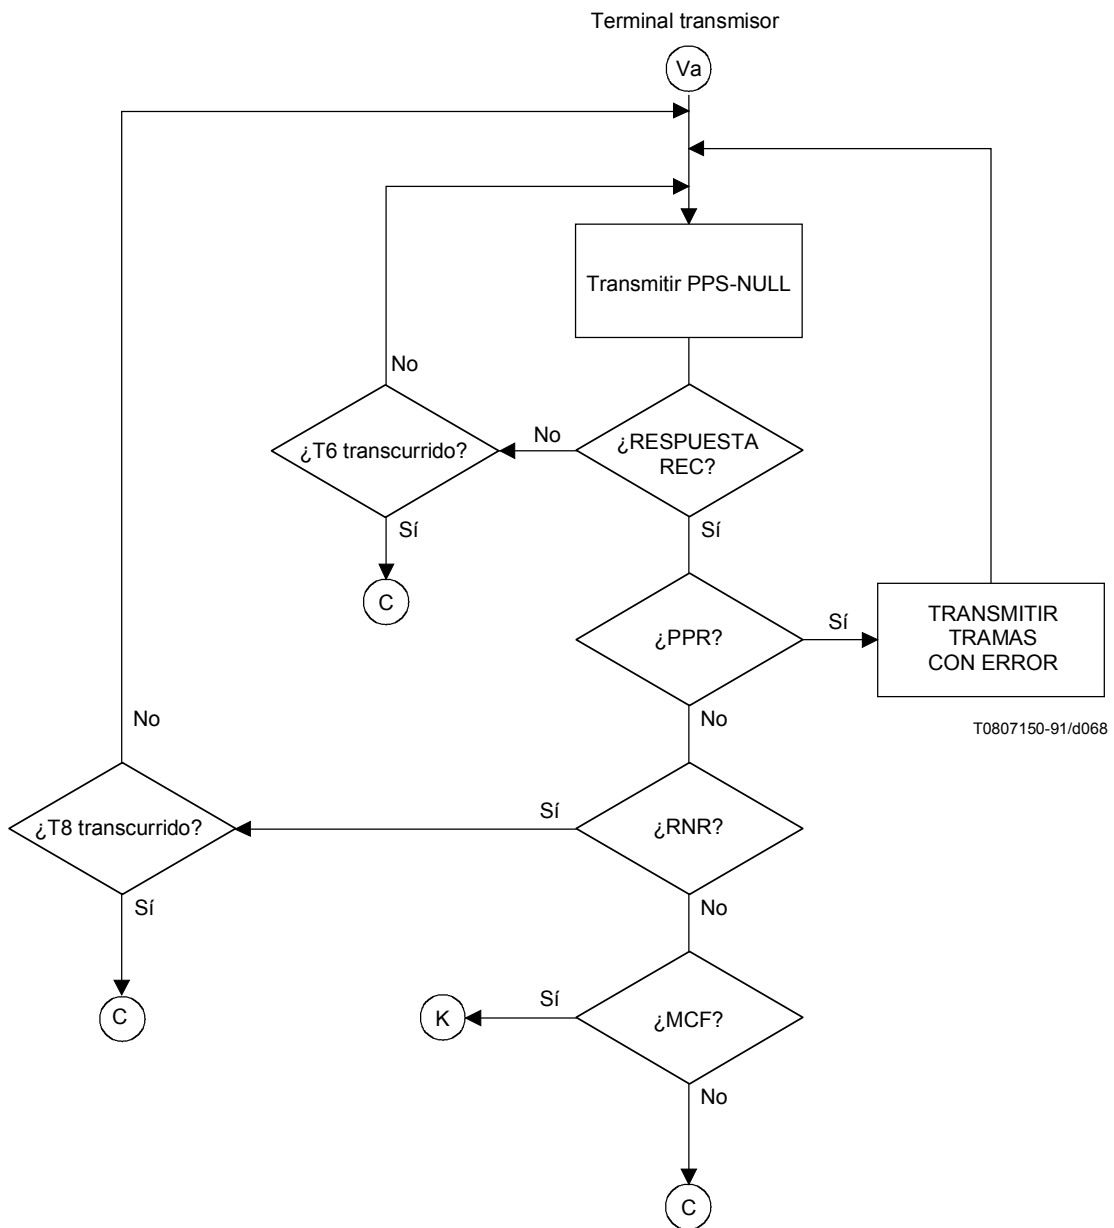 Terminal transmisor
Va
Transmitir PPS-NULL
No
¿T6 transcurrido?
No
¿RESPUESTA
REC?
Sí
Sí
C
¿PPR?
Sí
TRANSMITIR
TRAMAS
CON ERROR
No
T0807150-91/d068
No
¿T8 transcurrido?
Sí
¿RNR?
Sí
No
C
K
Sí
¿MCF?
No
C